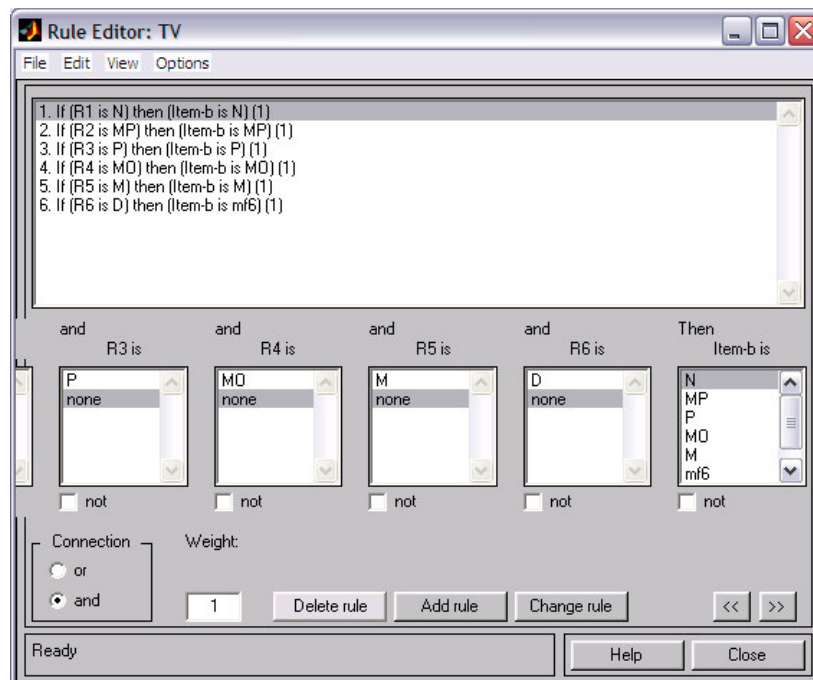 Rule Editor: TV
File Edit View Options
1. If (R1 is N) then (Item-b is N) (1)
2. If (R2 is MP) then (Item-b is MP) (1)
3. If (R3 is P) then (Item-b is P) (1)
4. If (R4 is MO) then (Item-b is MO) (1)
5. If (R5 is M) then (Item-b is M) (1)
6. If (R6 is D) then (Item-b is mf6) (1)
and and and and Then
R3 is R4 is R5 is R6 is Item-b is
P MO M D N
none none none none MP
P
MO
M
mf6
not not not not not
Connection Weight:
or
and 1 Delete rule Add rule Change rule << >>
Ready Help Close